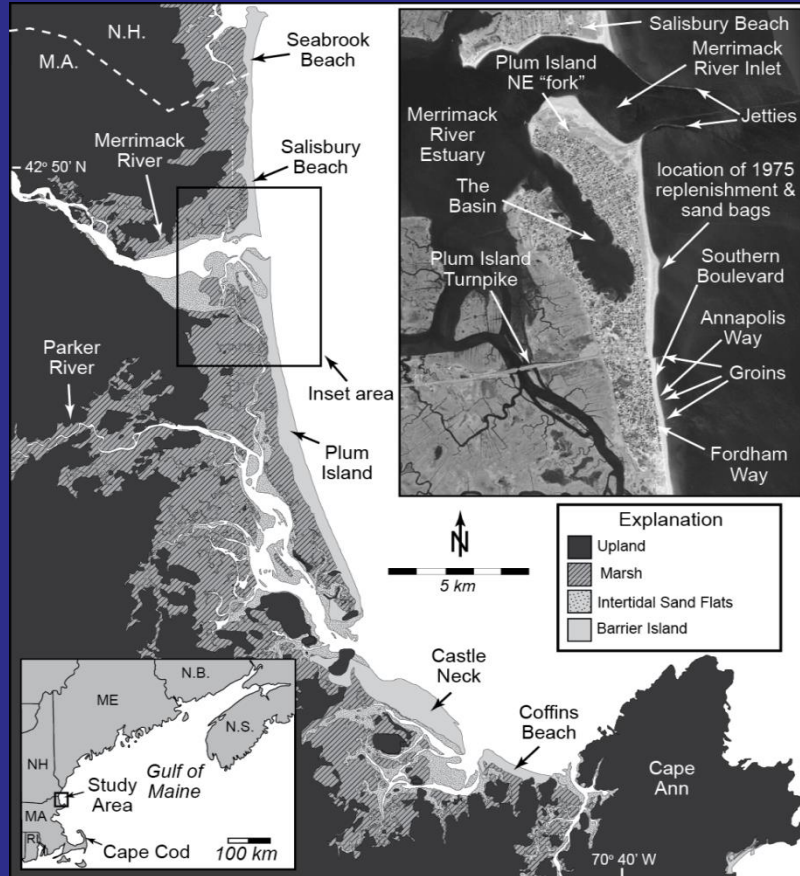 N.H.
M.A.
Seabrook
Beach
Salisbury
Beach
Merrimack
River
42° 50' N
Parker
River
Inset area
Plum
Island
Salisbury Beach
Merrimack
River Inlet
Plum Island
NE “fork”
Jetties
Merrimack
River
Estuary
The
Basin
location of 1975
replenishment &
sand bags
Plum Island
Turnpike
Southern
Boulevard
Annapolis
Way
Groins
Fordham
Way
N
5 km
Explanation
Upland
Marsh
Intertidal Sand Flats
Barrier Island
Castle
Neck
Coffins
Beach
Cape
Ann
70° 40' W
N.B.
ME
N.S.
NH
Gulf of
Maine
Study
Area
MA
RI
Cape Cod
100 km